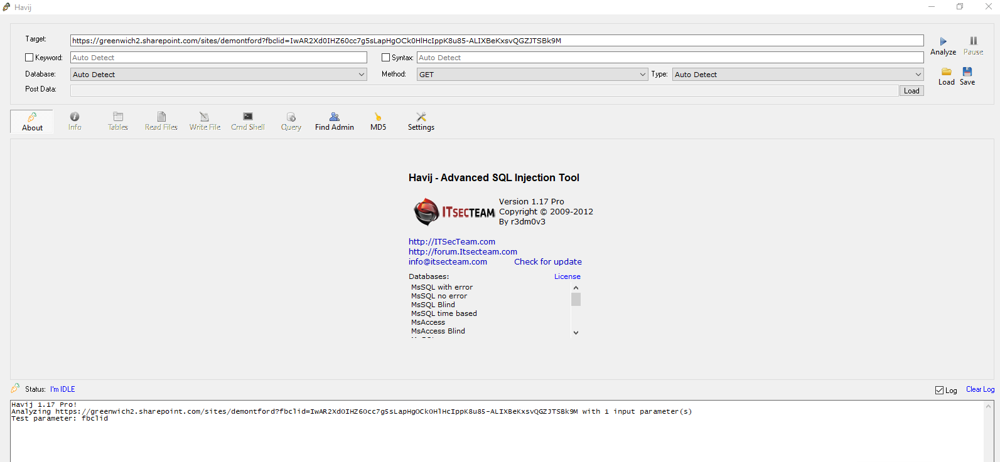 Havij
Target: https://greenwich2.sharepoint.com/sites/demontford?fbclid=IwAR2Xd0IHZ60cc7g5sLapHgOCk0HlHcIppK8u85-ALIXBeKxsvQGZJTSBk9M
Analyze Pause
Keyword: Auto Detect Syntax: Auto Detect
Database: Auto Detect Method: GET Type: Auto Detect
Load Save
Post Data: Load
About Info Tables Read Files Write File Cmd Shell Query Find Admin MD5 Settings
Havij - Advanced SQL Injection Tool
ITSECTEAM
Version 1.17 Pro
Copyright © 2009-2012
By r3dm0v3
http://ITSecTeam.com
http://forum.Itsecteam.com
info@itsecteam.com Check for update
Databases: License
MsSQL with error
MsSQL no error
MsSQL Blind
MsSQL time based
MsAccess
MsAccess Blind
Status: I'm IDLE Log Clear Log
Havij 1.17 Pro!
Analyzing https://greenwich2.sharepoint.com/sites/demontford?fbclid=IwAR2Xd0IHZ60cc7g5sLapHgOCk0HlHcIppK8u85-ALIXBeKxsvQGZJTSBk9M with 1 input parameter(s)
Test parameter: fbclid